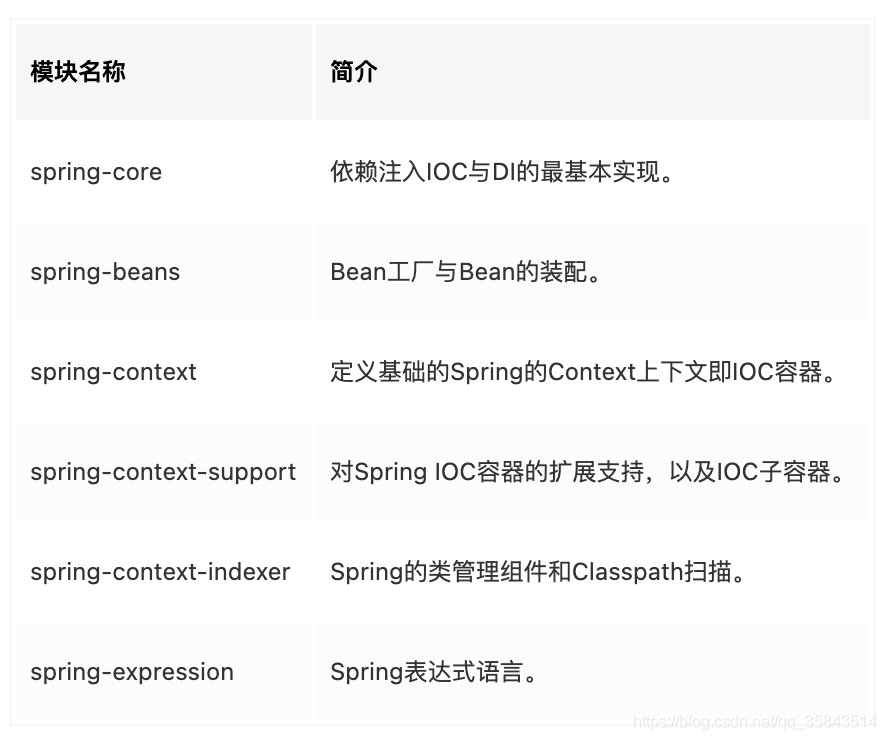 模块名称 简介
spring-core 依赖注入IOC与DI的最基本实现。
spring-beans Bean工厂与Bean的装配。
spring-context 定义基础的Spring的Context上下文即IOC容器。
spring-context-support 对Spring IOC容器的扩展支持，以及IOC子容器。
spring-context-indexer Spring的类管理组件和Classpath扫描。
spring-expression Spring表达式语言。
https://blog.csdn.net/qq_35843514